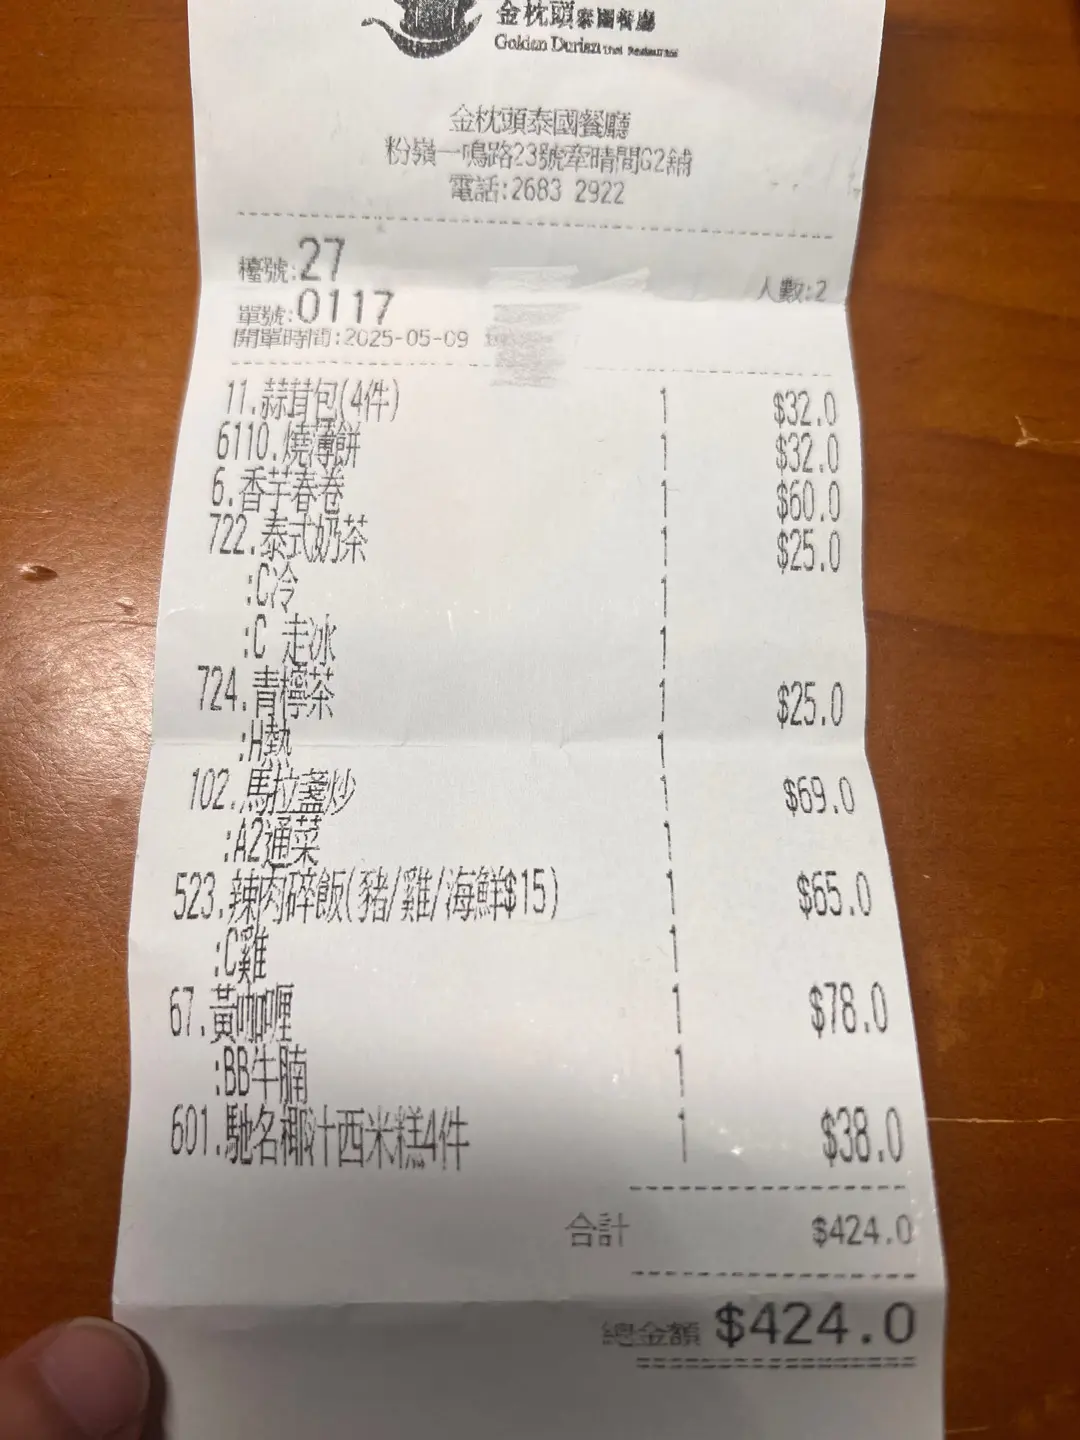 金枕頭泰國餐廳
Golden Durian Thai Restaurant
金枕頭泰國餐廳
粉嶺一鳴路23號牽晴間G2舖
電話:2683 2922
檯號:27
人數:2
單號:0117
開單時間:2025-05-09
11.蒜茸包(4件) 1 $32.0
6110.燒薄餅 1 $32.0
6.香芋春卷 1 $60.0
722.泰式奶茶 1 $25.0
:C冷 1
:C 走冰 1
724.青檸茶 1 $25.0
:H熱 1
102.馬拉盞炒 1 $69.0
:A2通菜 1
523.辣肉碎飯(豬/雞/海鮮$15) 1 $65.0
:C雞 1
67.黃咖喱 1 $78.0
:BB牛腩 1
601.馳名椰汁西米糕4件 1 $38.0
合計 $424.0
總金額 $424.0